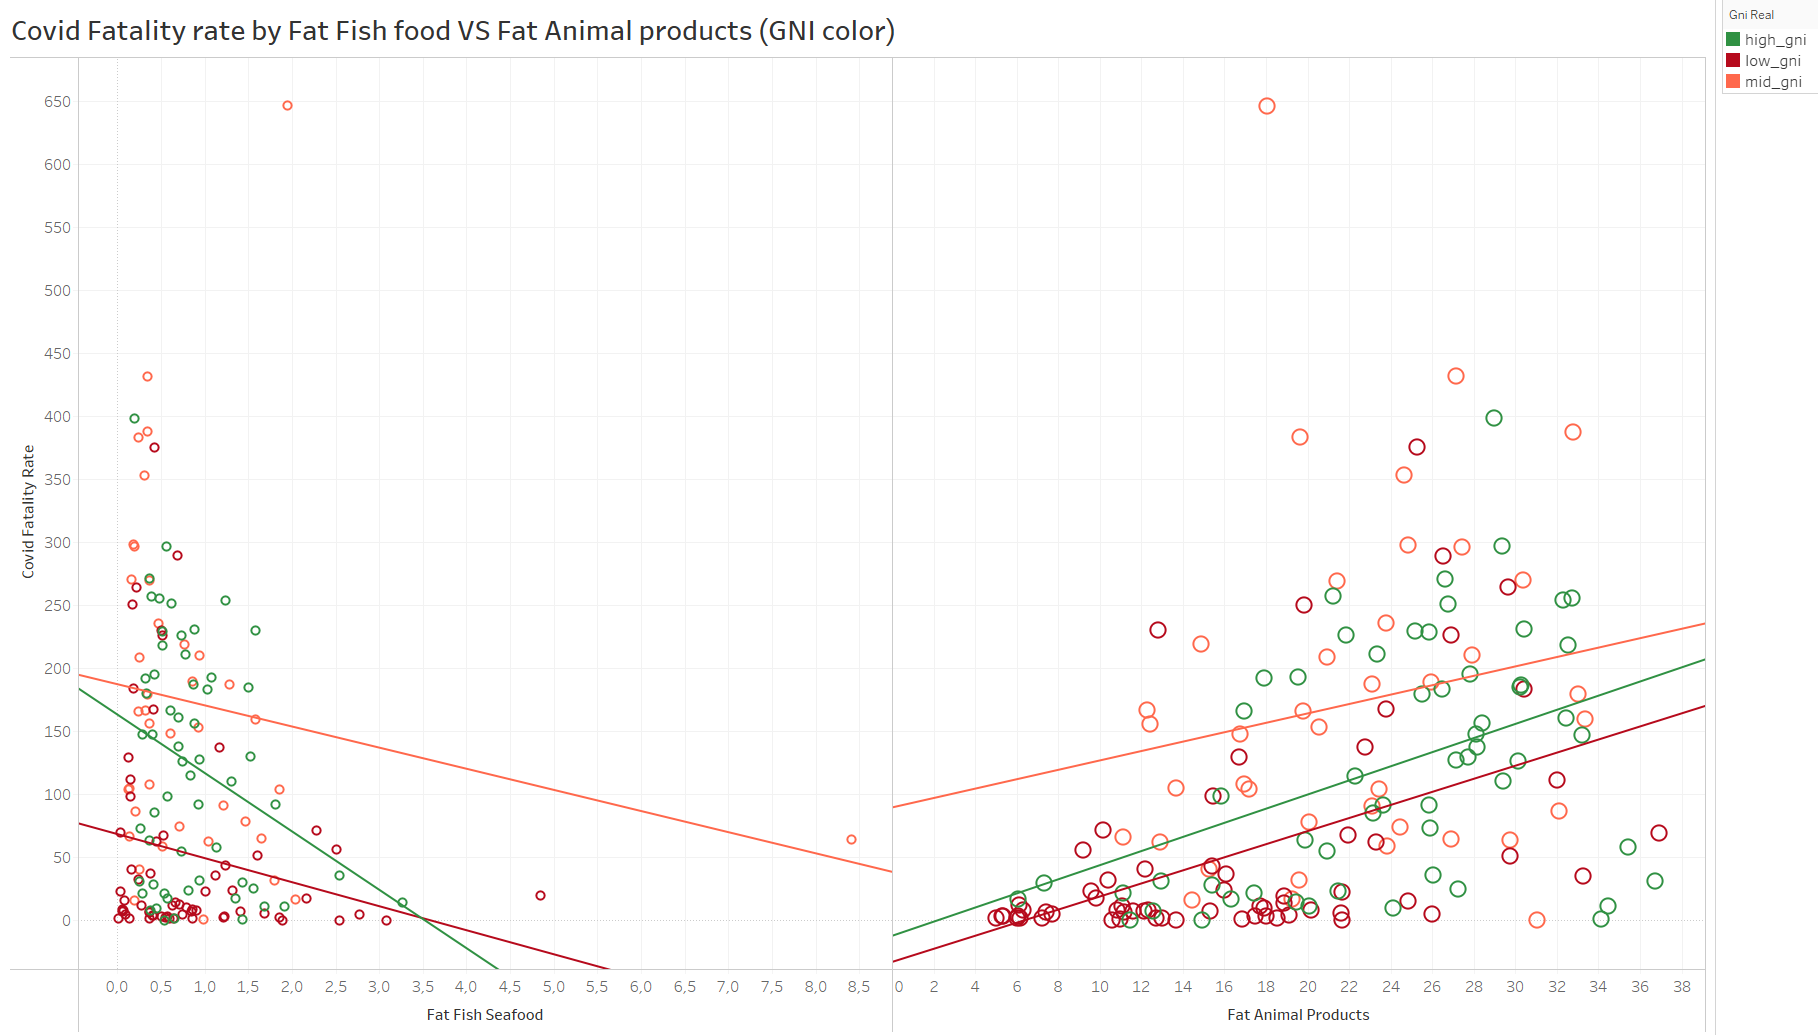 Covid Fatality rate by Fat Fish food VS Fat Animal products (GNI color)
Gni Real
high_gni
low_gni
mid_gni
Covid Fatality Rate
650
600
550
500
450
400
350
300
250
200
150
100
50
0
0,0 0,5 1,0 1,5 2,0 2,5 3,0 3,5 4,0 4,5 5,0 5,5 6,0 6,5 7,0 7,5 8,0 8,5
Fat Fish Seafood
0 2 4 6 8 10 12 14 16 18 20 22 24 26 28 30 32 34 36 38
Fat Animal Products